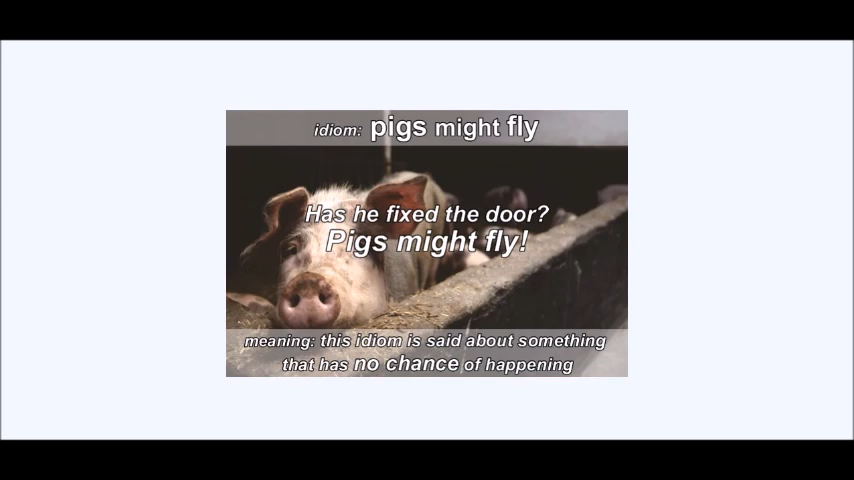 idiom: pigs might fly
Has he fixed the door?
Pigs might fly!
meaning: this idiom is said about something
that has no chance of happening